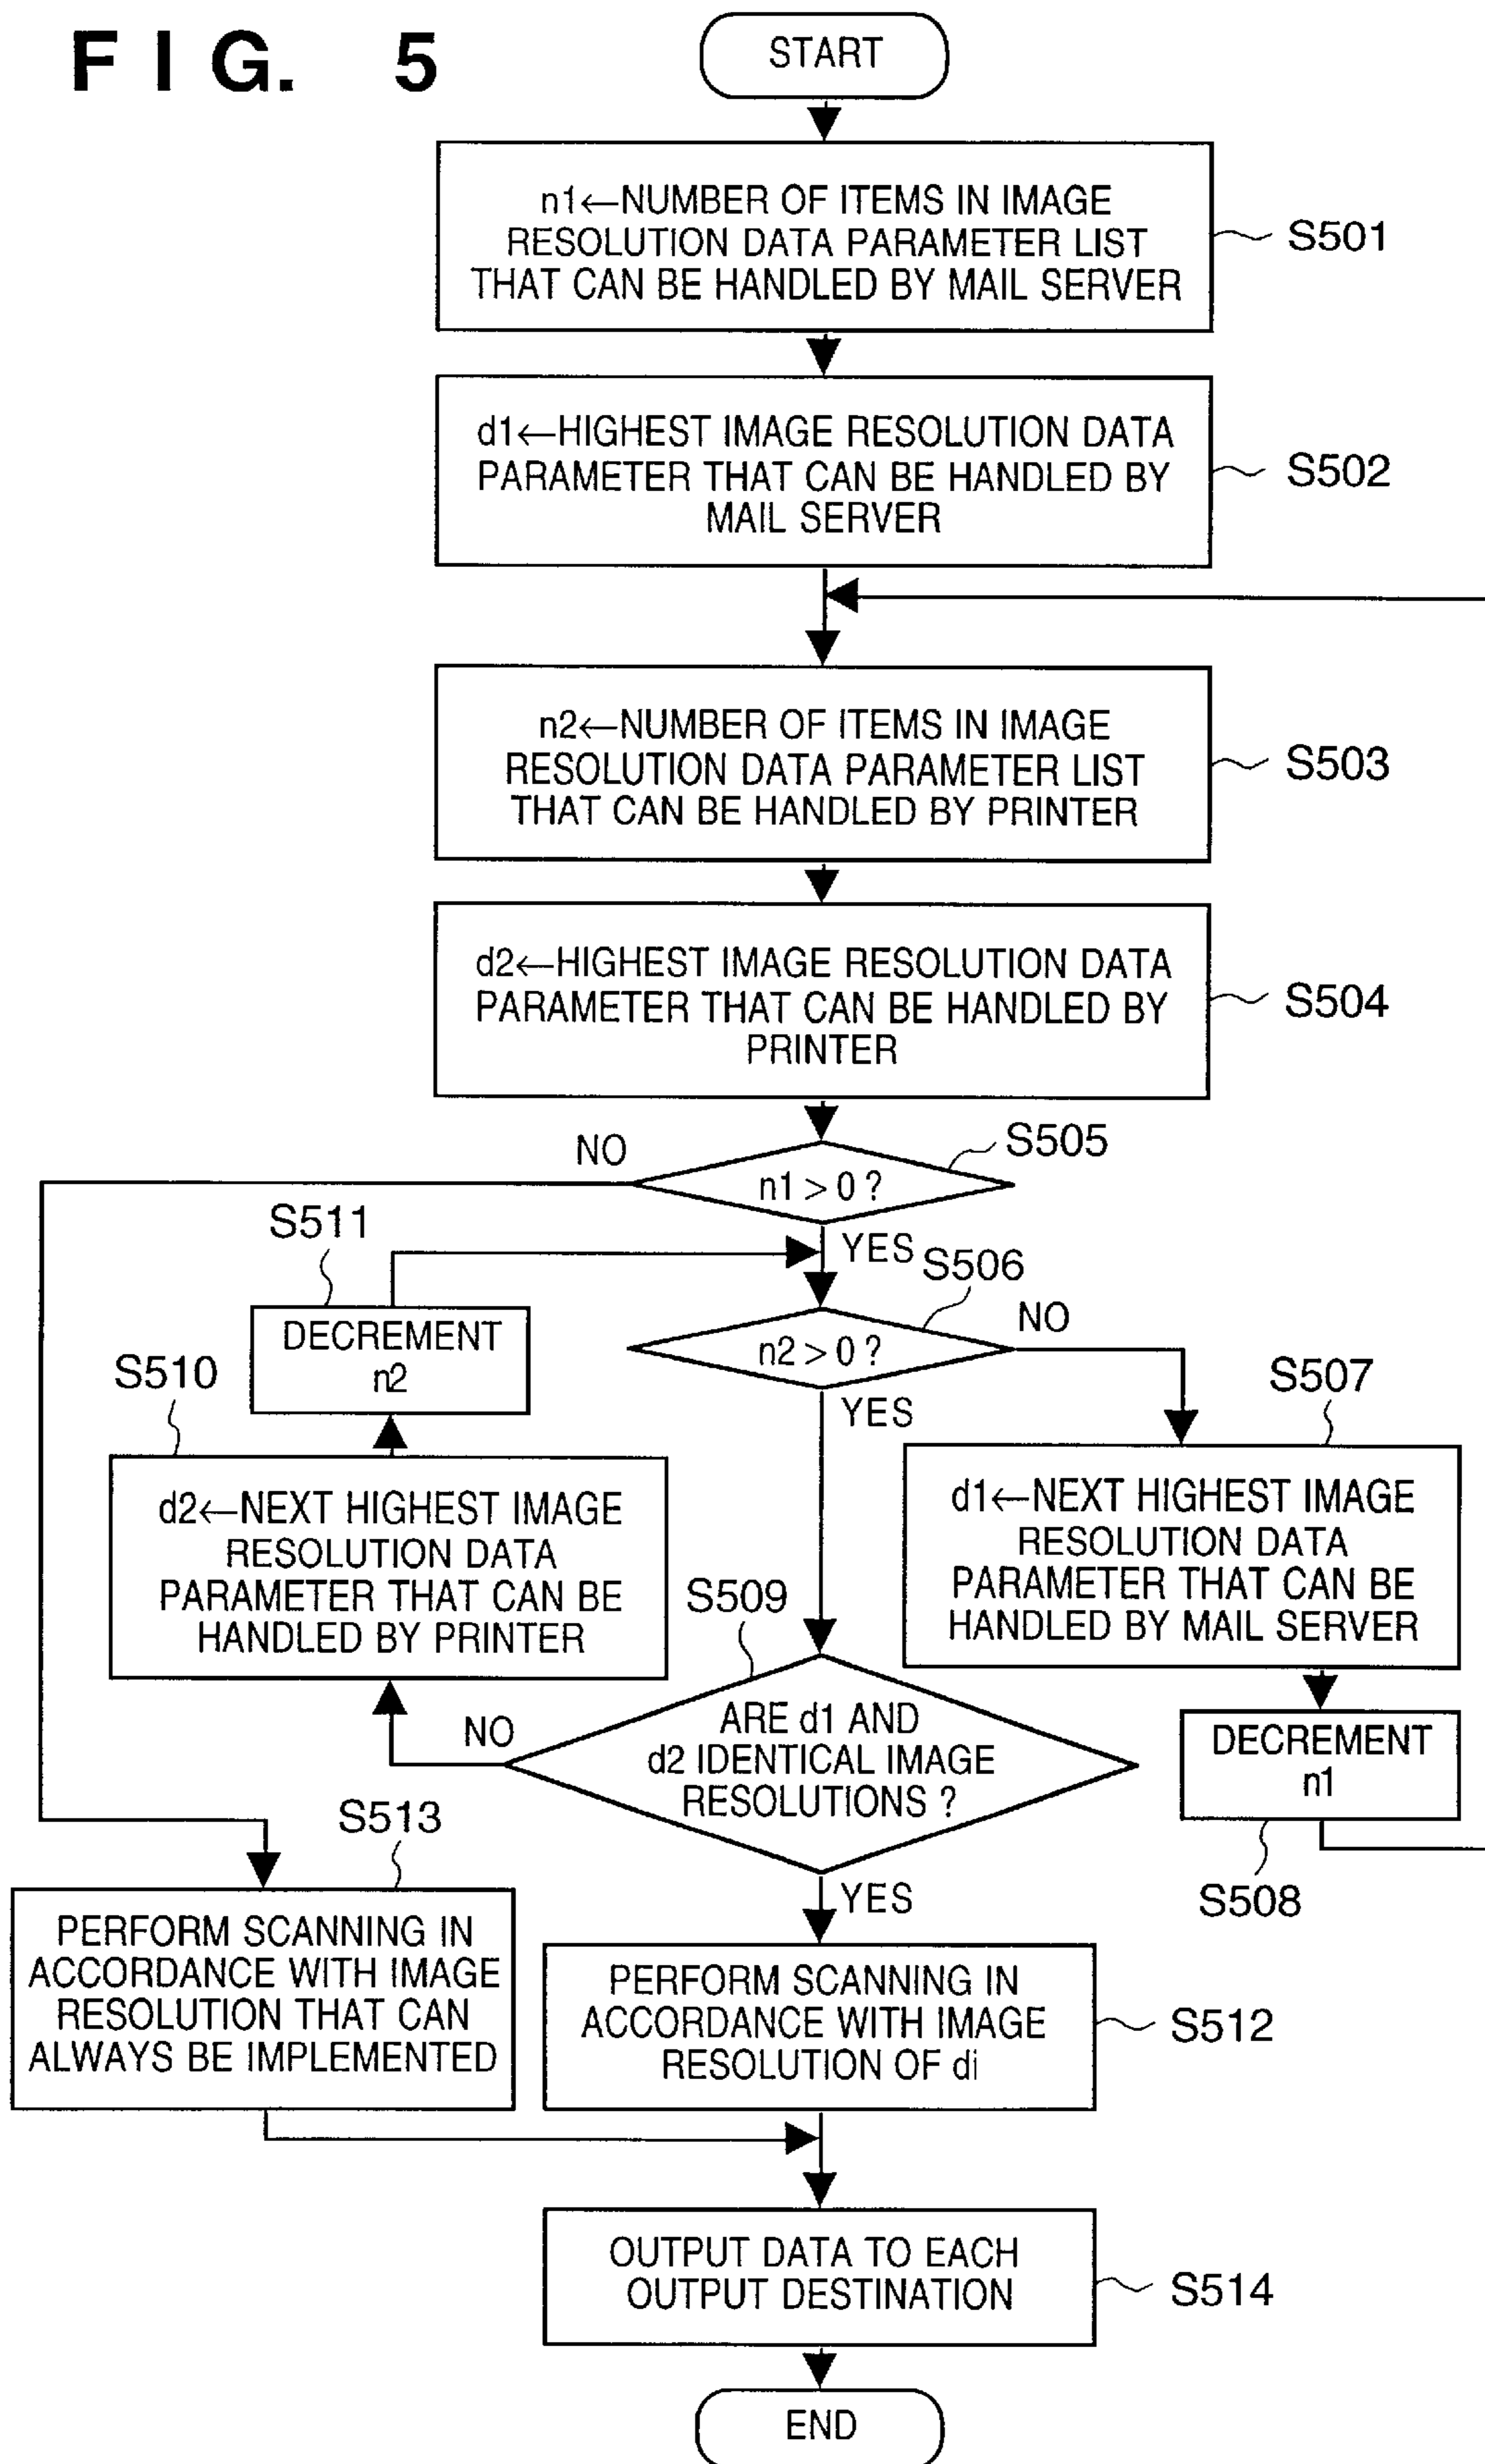 FIG. 5
START
n1←NUMBER OF ITEMS IN IMAGE
RESOLUTION DATA PARAMETER LIST
THAT CAN BE HANDLED BY MAIL SERVER
S501
d1←HIGHEST IMAGE RESOLUTION DATA
PARAMETER THAT CAN BE HANDLED BY
MAIL SERVER
S502
n2←NUMBER OF ITEMS IN IMAGE
RESOLUTION DATA PARAMETER LIST
THAT CAN BE HANDLED BY PRINTER
S503
d2←HIGHEST IMAGE RESOLUTION DATA
PARAMETER THAT CAN BE HANDLED BY
PRINTER
S504
S505
NO
n1 > 0 ?
YES
S511
DECREMENT
n2
S506
n2 > 0 ?
NO
YES
S510
d2←NEXT HIGHEST IMAGE
RESOLUTION DATA
PARAMETER THAT CAN BE
HANDLED BY PRINTER
S507
d1←NEXT HIGHEST IMAGE
RESOLUTION DATA
PARAMETER THAT CAN BE
HANDLED BY MAIL SERVER
S509
ARE d1 AND
d2 IDENTICAL IMAGE
RESOLUTIONS ?
NO
YES
DECREMENT
n1
S508
S513
PERFORM SCANNING IN
ACCORDANCE WITH IMAGE
RESOLUTION THAT CAN
ALWAYS BE IMPLEMENTED
PERFORM SCANNING IN
ACCORDANCE WITH IMAGE
RESOLUTION OF di
S512
OUTPUT DATA TO EACH
OUTPUT DESTINATION
S514
END